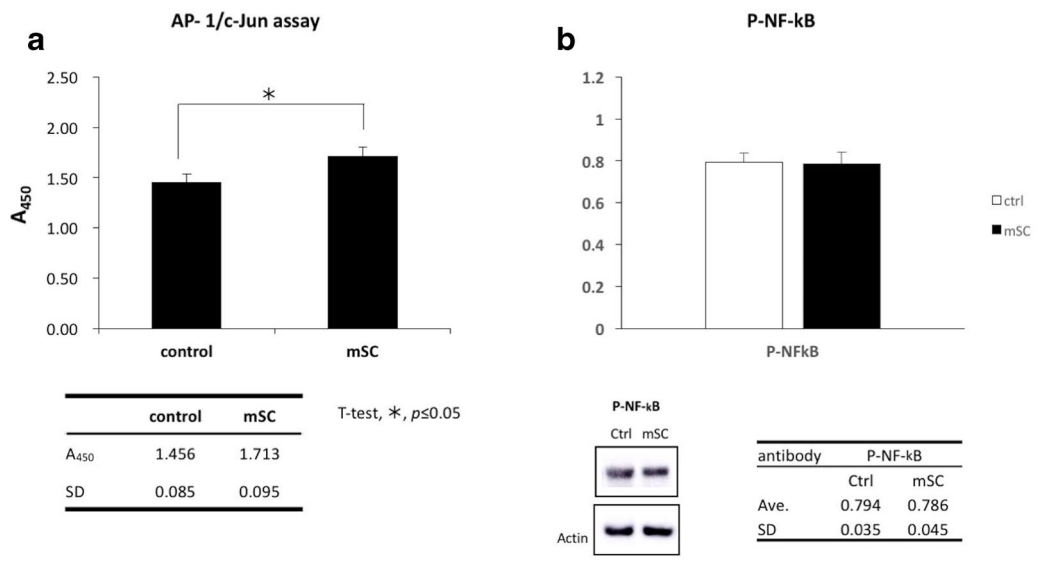 AP- 1/c-Jun assay
a
2.50
2.00
1.50
1.00
0.50
0.00
A450
*
control mSC
control mSC
A450 1.456 1.713
SD 0.085 0.095
T-test, *, p≤0.05
P-NF-kB
b
1.2
1
0.8
0.6
0.4
0.2
0
P-NFkB
ctrl
mSC
P-NF-kB
Ctrl mSC
Actin
antibody P-NF-kB
Ctrl mSC
Ave. 0.794 0.786
SD 0.035 0.045